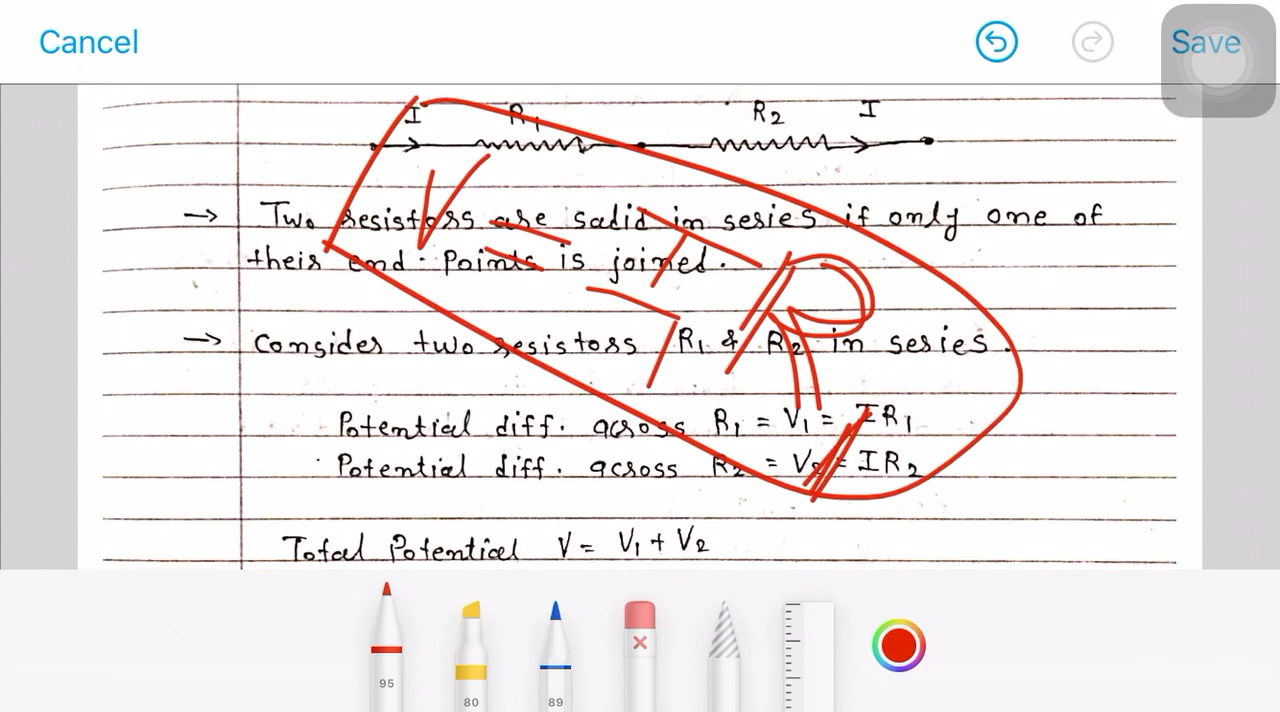 Cancel
Save
I R1 R2 I
→ Two resistors are sadid in series if only one of
their end. Points is joined.
→ Consider two resistors R1 & R2 in series.
Potential diff. across R1 = V1 = IR1
Potential diff. across R2 = V2 = IR2
Total Potential V = V1 + V2
V = IR
95
80
89